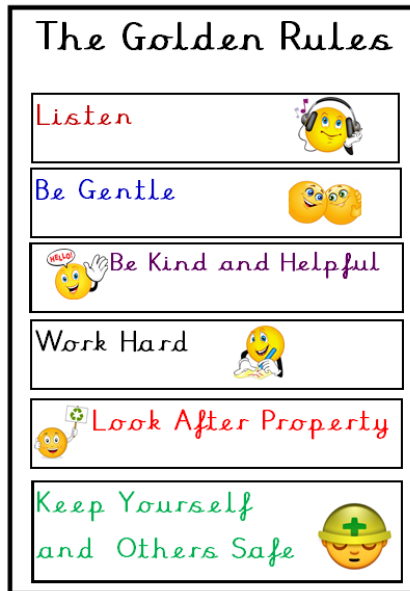 The Golden Rules
Listen
Be Gentle
HELLO!
Be Kind and Helpful
Work Hard
Look After Property
Keep Yourself
and Others Safe